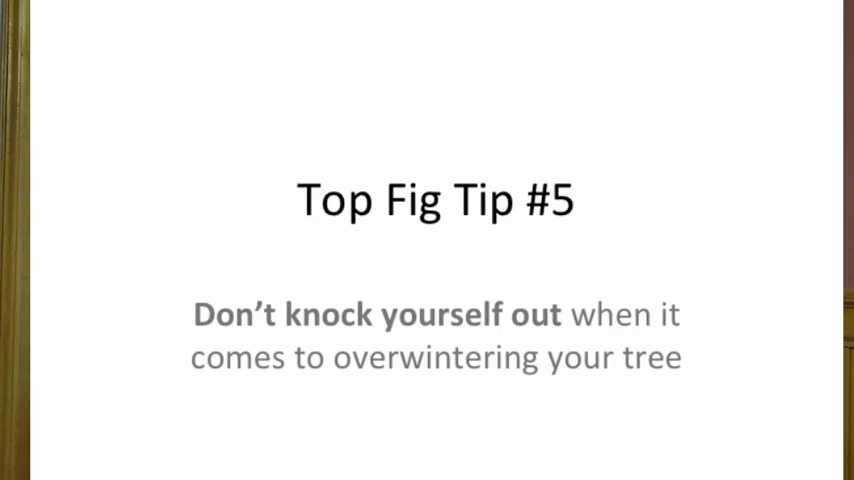 Top Fig Tip #5
Don’t knock yourself out when it
comes to overwintering your tree